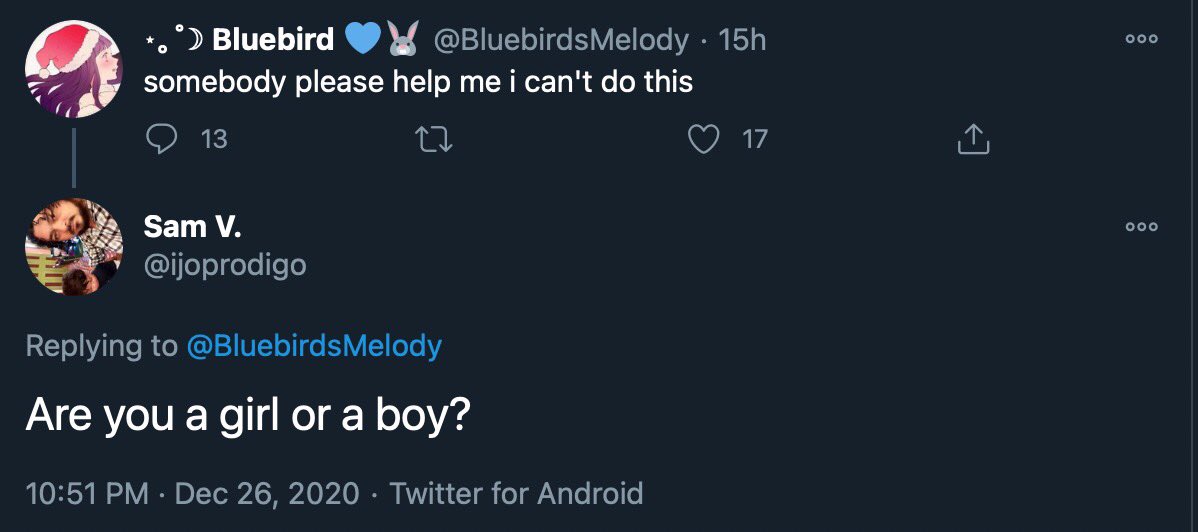 ⋆｡˚☽ Bluebird 💙🐰 @BluebirdsMelody · 15h
somebody please help me i can't do this
13 17
Sam V.
@ijoprodigo
Replying to @BluebirdsMelody
Are you a girl or a boy?
10:51 PM · Dec 26, 2020 · Twitter for Android